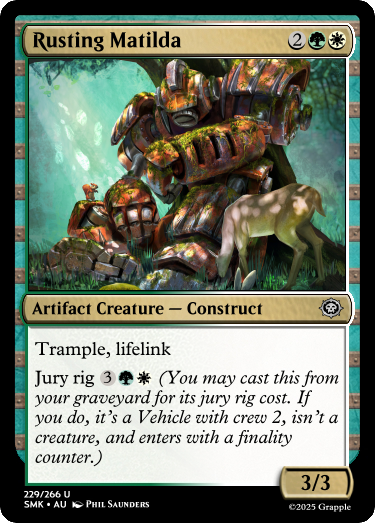 Rusting Matilda 2
Artifact Creature — Construct
Trample, lifelink
Jury rig 3 (You may cast this from
your graveyard for its jury rig cost. If
you do, it's a Vehicle with crew 2, isn't a
creature, and enters with a finality
counter.)
3/3
229/266 U
SMK • AU Phil Saunders
©2025 Grapple